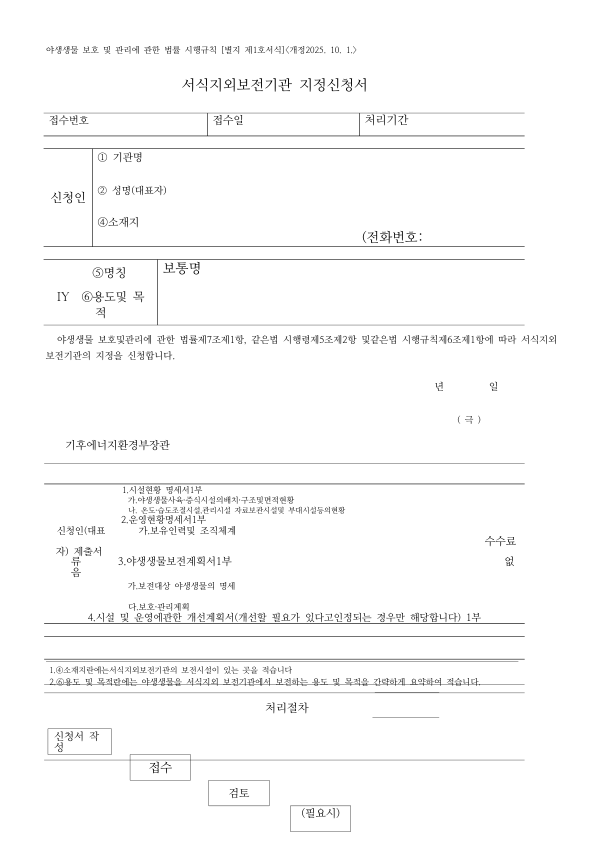 야생생물 보호 및 관리에 관한 법률 시행규칙 [별지 제1호서식]<개정2025. 10. 1.>
서식지외보전기관 지정신청서
접수번호 접수일 처리기간
① 기관명
신청인 ② 성명(대표자)
④소재지
(전화번호:
⑤명칭 보통명
IY ⑥용도및 목
적
야생생물 보호및관리에 관한 법률제7조제1항, 같은법 시행령제5조제2항 및같은법 시행규칙제6조제1항에 따라 서식지외
보전기관의 지정을 신청합니다.
년 일
( 극 )
기후에너지환경부장관
1.시설현황 명세서1부
가.야생생물사육·증식시설의배치·구조및면적현황
나. 온도·습도조절시설,관리시설 자료보관시설및 부대시설등의현황
2.운영현황명세서1부
신청인(대표 가.보유인력및 조직체계
수수료
자) 제출서
류 3.야생생물보전계획서1부 없
음
가.보전대상 야생생물의 명세
다.보호·관리계획
4.시설 및 운영에관한 개선계획서(개선할 필요가 있다고인정되는 경우만 해당합니다) 1부
1.④소재지란에는서식지외보전기관의 보전시설이 있는 곳을 적습니다
2.⑥용도 및 목적란에는 야생생물을 서식지외 보전기관에서 보전하는 용도 및 목적을 간략하게 요약하여 적습니다.
처리절차
신청서 작
성
접수
검토
(필요시)